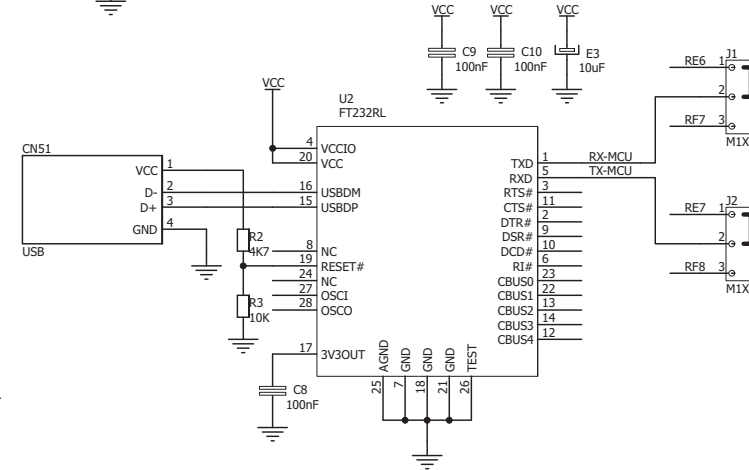 VCC
VCC
VCC
C9
100nF
C10
100nF
E3
10uF
RE6 1
J1
2
RF7 3
M1X
VCC
U2
FT232RL
4 VCCIO
20 VCC
TXD 1 RX-MCU
RXD 5 TX-MCU
16 USBDM
RTS# 3
15 USBDP
CTS# 11
DTR# 2
DSR# 9
8 NC
DCD# 10
19 RESET#
RI# 6
24 NC
CBUS0 23
27 OSCI
CBUS1 22
28 OSCO
CBUS2 13
CBUS3 14
CBUS4 12
17 3V3OUT
AGND
GND
GND
GND
TEST
25
7
18
21
26
CN51
VCC 1
D- 2
D+ 3
GND 4
USB
R2
4K7
R3
10K
C8
100nF
RE7 1
J2
2
RF8 3
M1X